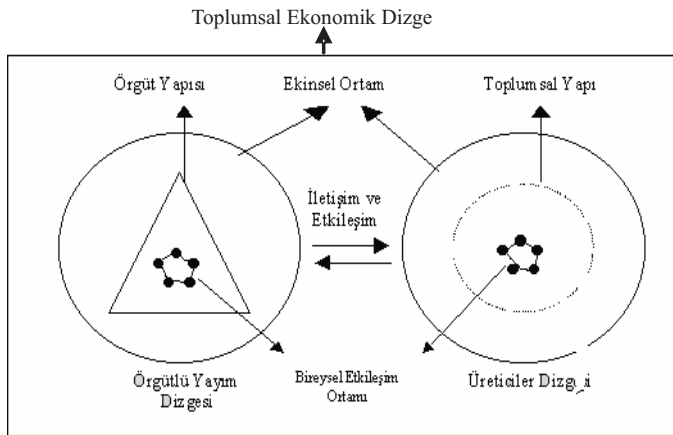 Toplumsal Ekonomik Dizge
Örgüt Yapısı
Ekinsel Ortam
Toplumsal Yapı
İletişim ve
Etkileşim
Örgütlü Yayım
Dizgesi
Bireysel Etkileşim
Ortamı
Üreticiler Dizgesi